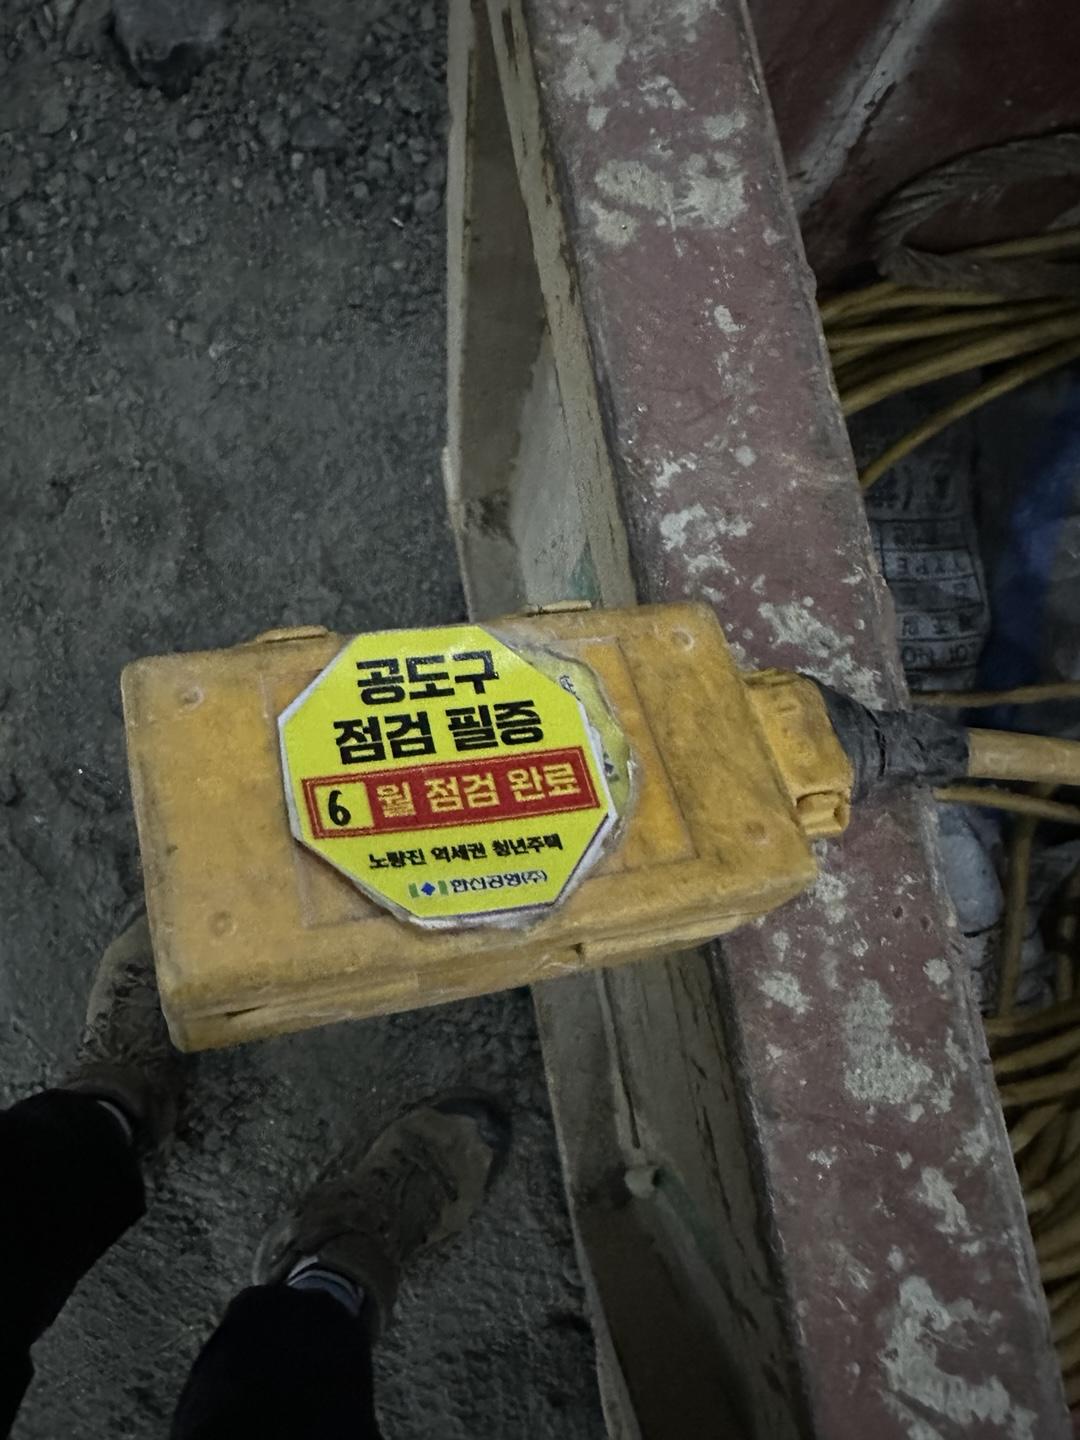 공도구
점검 필증
6월 점검 완료
노량진 역세권 청년주택
한신공영(주)